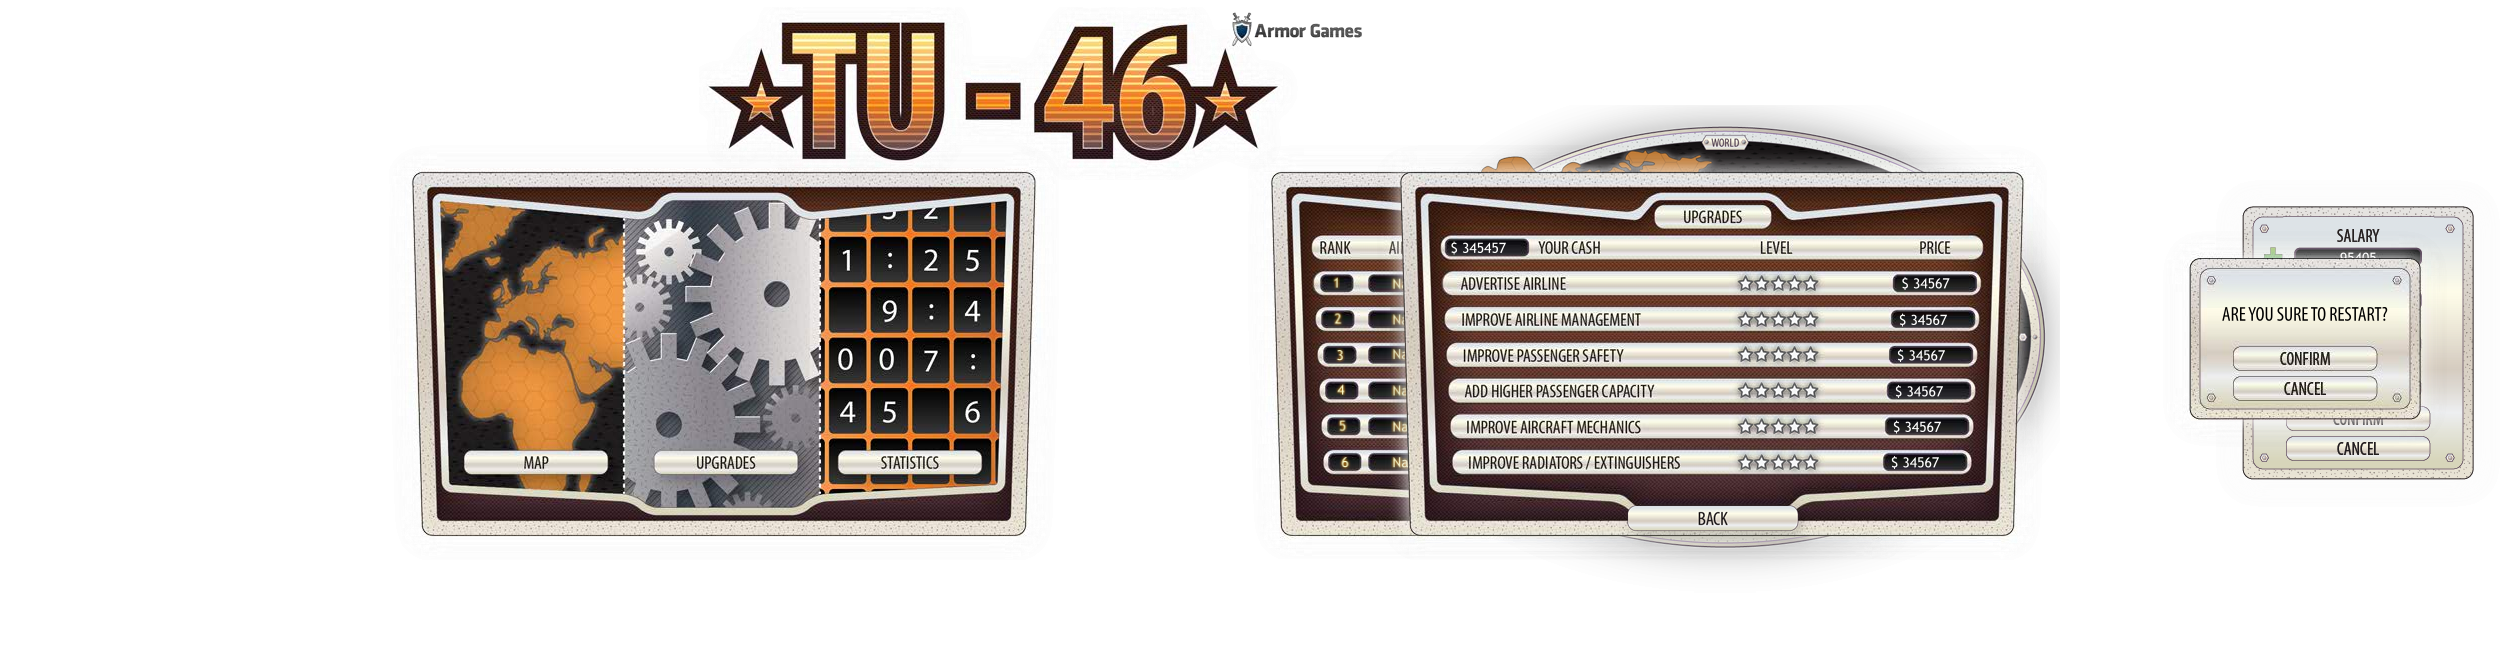 TU - 46
Armor Games
WORLD
2
1 : 2 5
9 : 4
0 0 7 :
4 5 6
MAP
UPGRADES
STATISTICS
RANK
1
2
3
4
5
6
UPGRADES
$ 345457 YOUR CASH LEVEL PRICE
ADVERTISE AIRLINE $ 34567
IMPROVE AIRLINE MANAGEMENT $ 34567
IMPROVE PASSENGER SAFETY $ 34567
ADD HIGHER PASSENGER CAPACITY $ 34567
IMPROVE AIRCRAFT MECHANICS $ 34567
IMPROVE RADIATORS / EXTINGUISHERS $ 34567
BACK
SALARY
ARE YOU SURE TO RESTART?
CONFIRM
CANCEL
CONFIRM
CANCEL